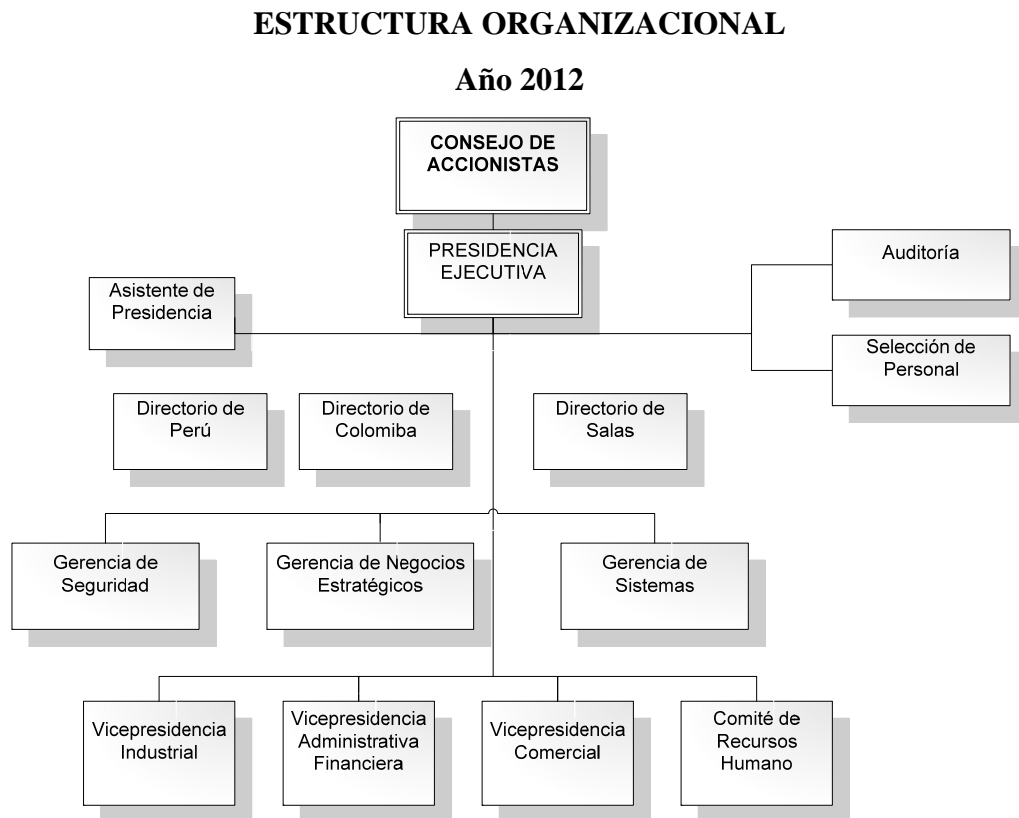 ESTRUCTURA ORGANIZACIONAL
Año 2012
CONSEJO DE
ACCIONISTAS
PRESIDENCIA
EJECUTIVA
Auditoría
Asistente de
Presidencia
Selección de
Personal
Directorio de
Perú
Directorio de
Colomiba
Directorio de
Salas
Gerencia de
Seguridad
Gerencia de Negocios
Estratégicos
Gerencia de
Sistemas
Vicepresidencia
Industrial
Vicepresidencia
Administrativa
Financiera
Vicepresidencia
Comercial
Comité de
Recursos
Humano